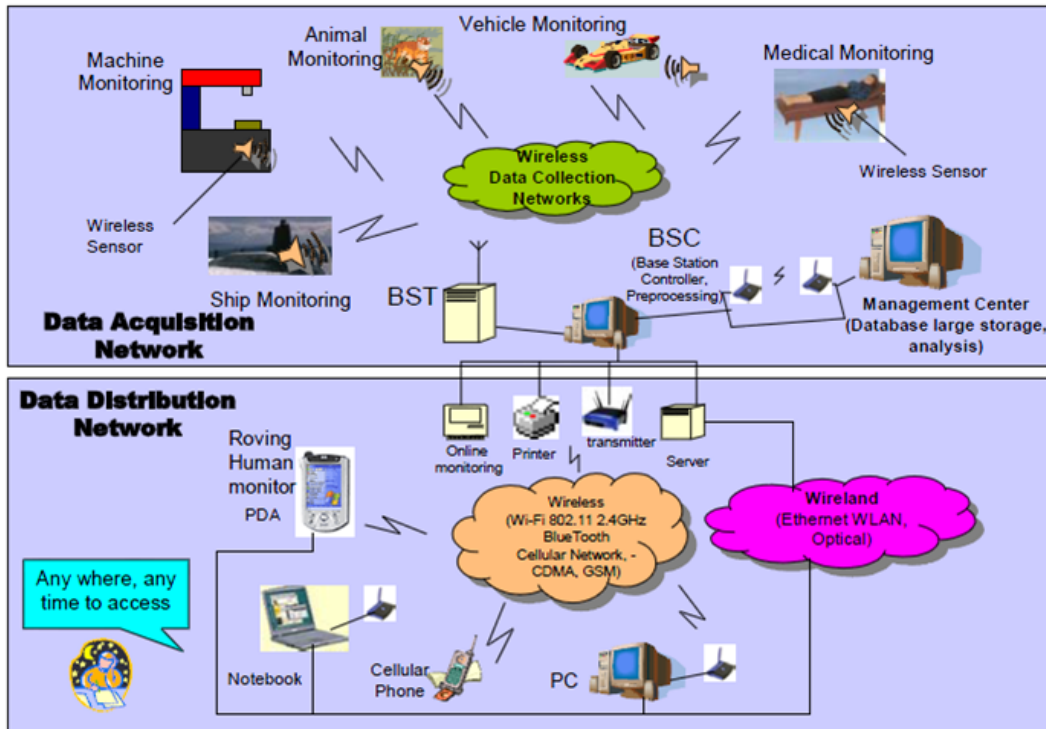 Machine
Monitoring
Animal
Monitoring
Vehicle Monitoring
Medical Monitoring
Wireless
Data Collection
Networks
Wireless Sensor
Wireless
Sensor
Ship Monitoring
BST
BSC
(Base Station
Controller,
Preprocessing)
Management Center
(Database large storage,
analysis)
Data Acquisition
Network
Data Distribution
Network
Online
monitoring
Printer
transmitter
Server
Roving
Human
monitor
PDA
Wireless
(Wi-Fi 802.11 2.4GHz
BlueTooth
Cellular Network, -
CDMA, GSM)
Wireland
(Ethernet WLAN,
Optical)
Any where, any
time to access
Notebook
Cellular
Phone
PC